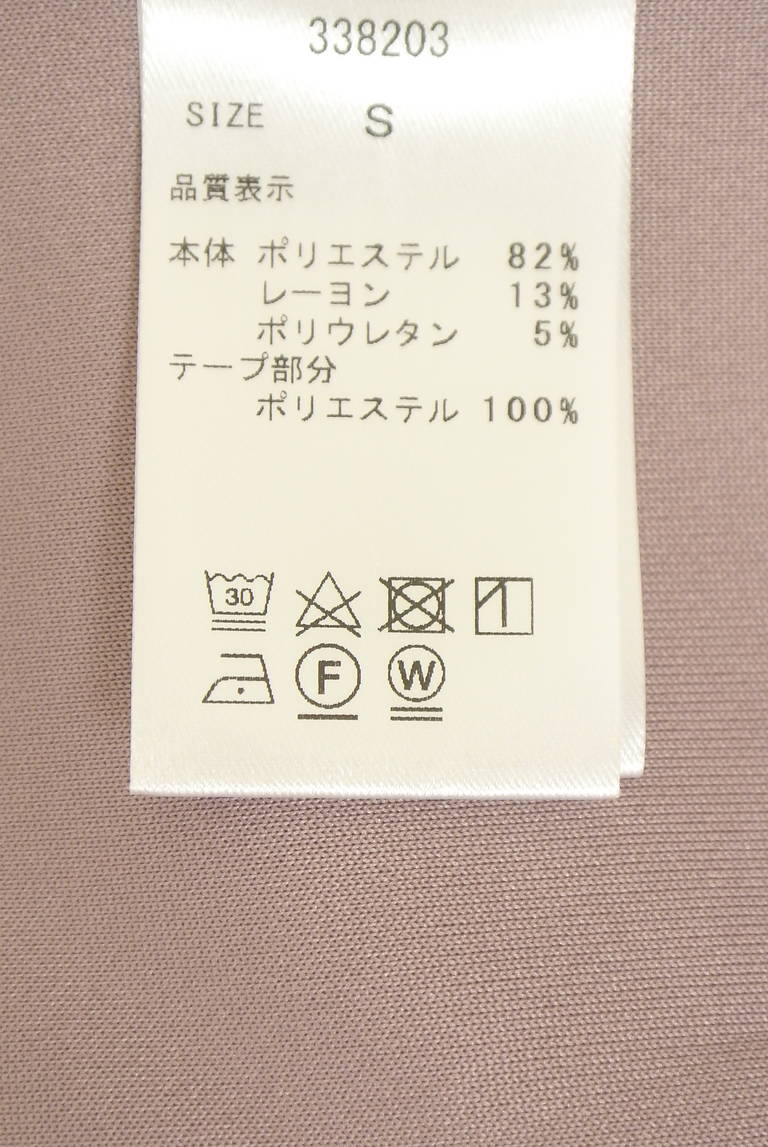 338203
SIZE S
品質表示
本体 ポリエステル 82%
レーヨン 13%
ポリウレタン 5%
テープ部分
ポリエステル 100%
30
F W